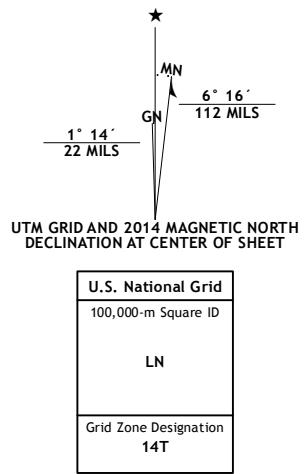 ★
MN
GN
6° 16´
112 MILS
1° 14´
22 MILS
UTM GRID AND 2014 MAGNETIC NORTH
DECLINATION AT CENTER OF SHEET
U.S. National Grid
100,000-m Square ID
LN
Grid Zone Designation
14T